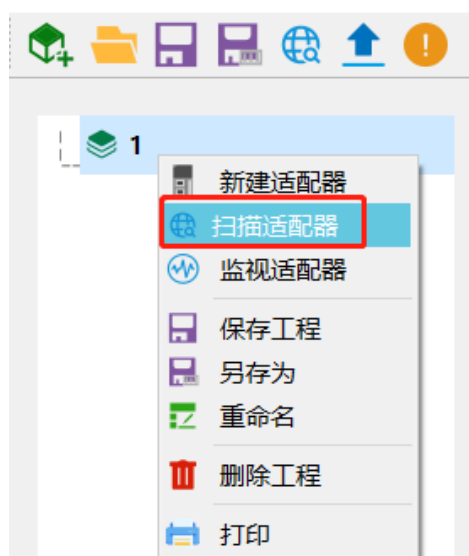 1
新建适配器
扫描适配器
监视适配器
保存工程
另存为
重命名
删除工程
打印